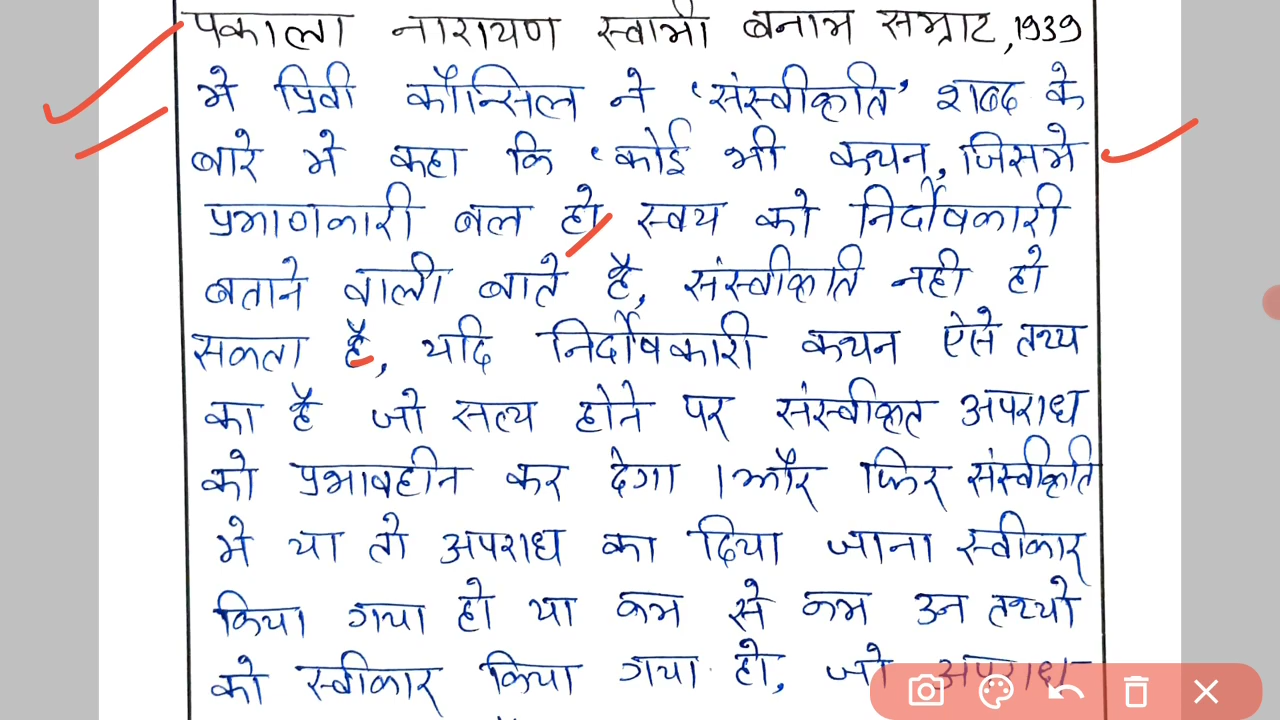 पकाला नारायण स्वामी बनाम सम्राट, 1939
मे प्रिवी कौन्सिल ने 'संस्वीकृति' शब्द के
बारे मे कहा कि 'कोई भी कथन, जिसमे
प्रमाणकारी बल हो स्वय को निर्दोषकारी
बताने वाली बाते है, संस्वीकृति नही हो
सकता है, यदि निर्दोषकारी कथन ऐसे तथ्य
का है जो सत्य होने पर संस्वीकृत अपराध
को प्रभावहीन कर देगा । और फिर संस्वीकृति
मे या तो अपराध का दिया जाना स्वीकार
किया गया हो या कम से कम उन तथ्यो
को स्वीकार किया गया हो, जो अपराध